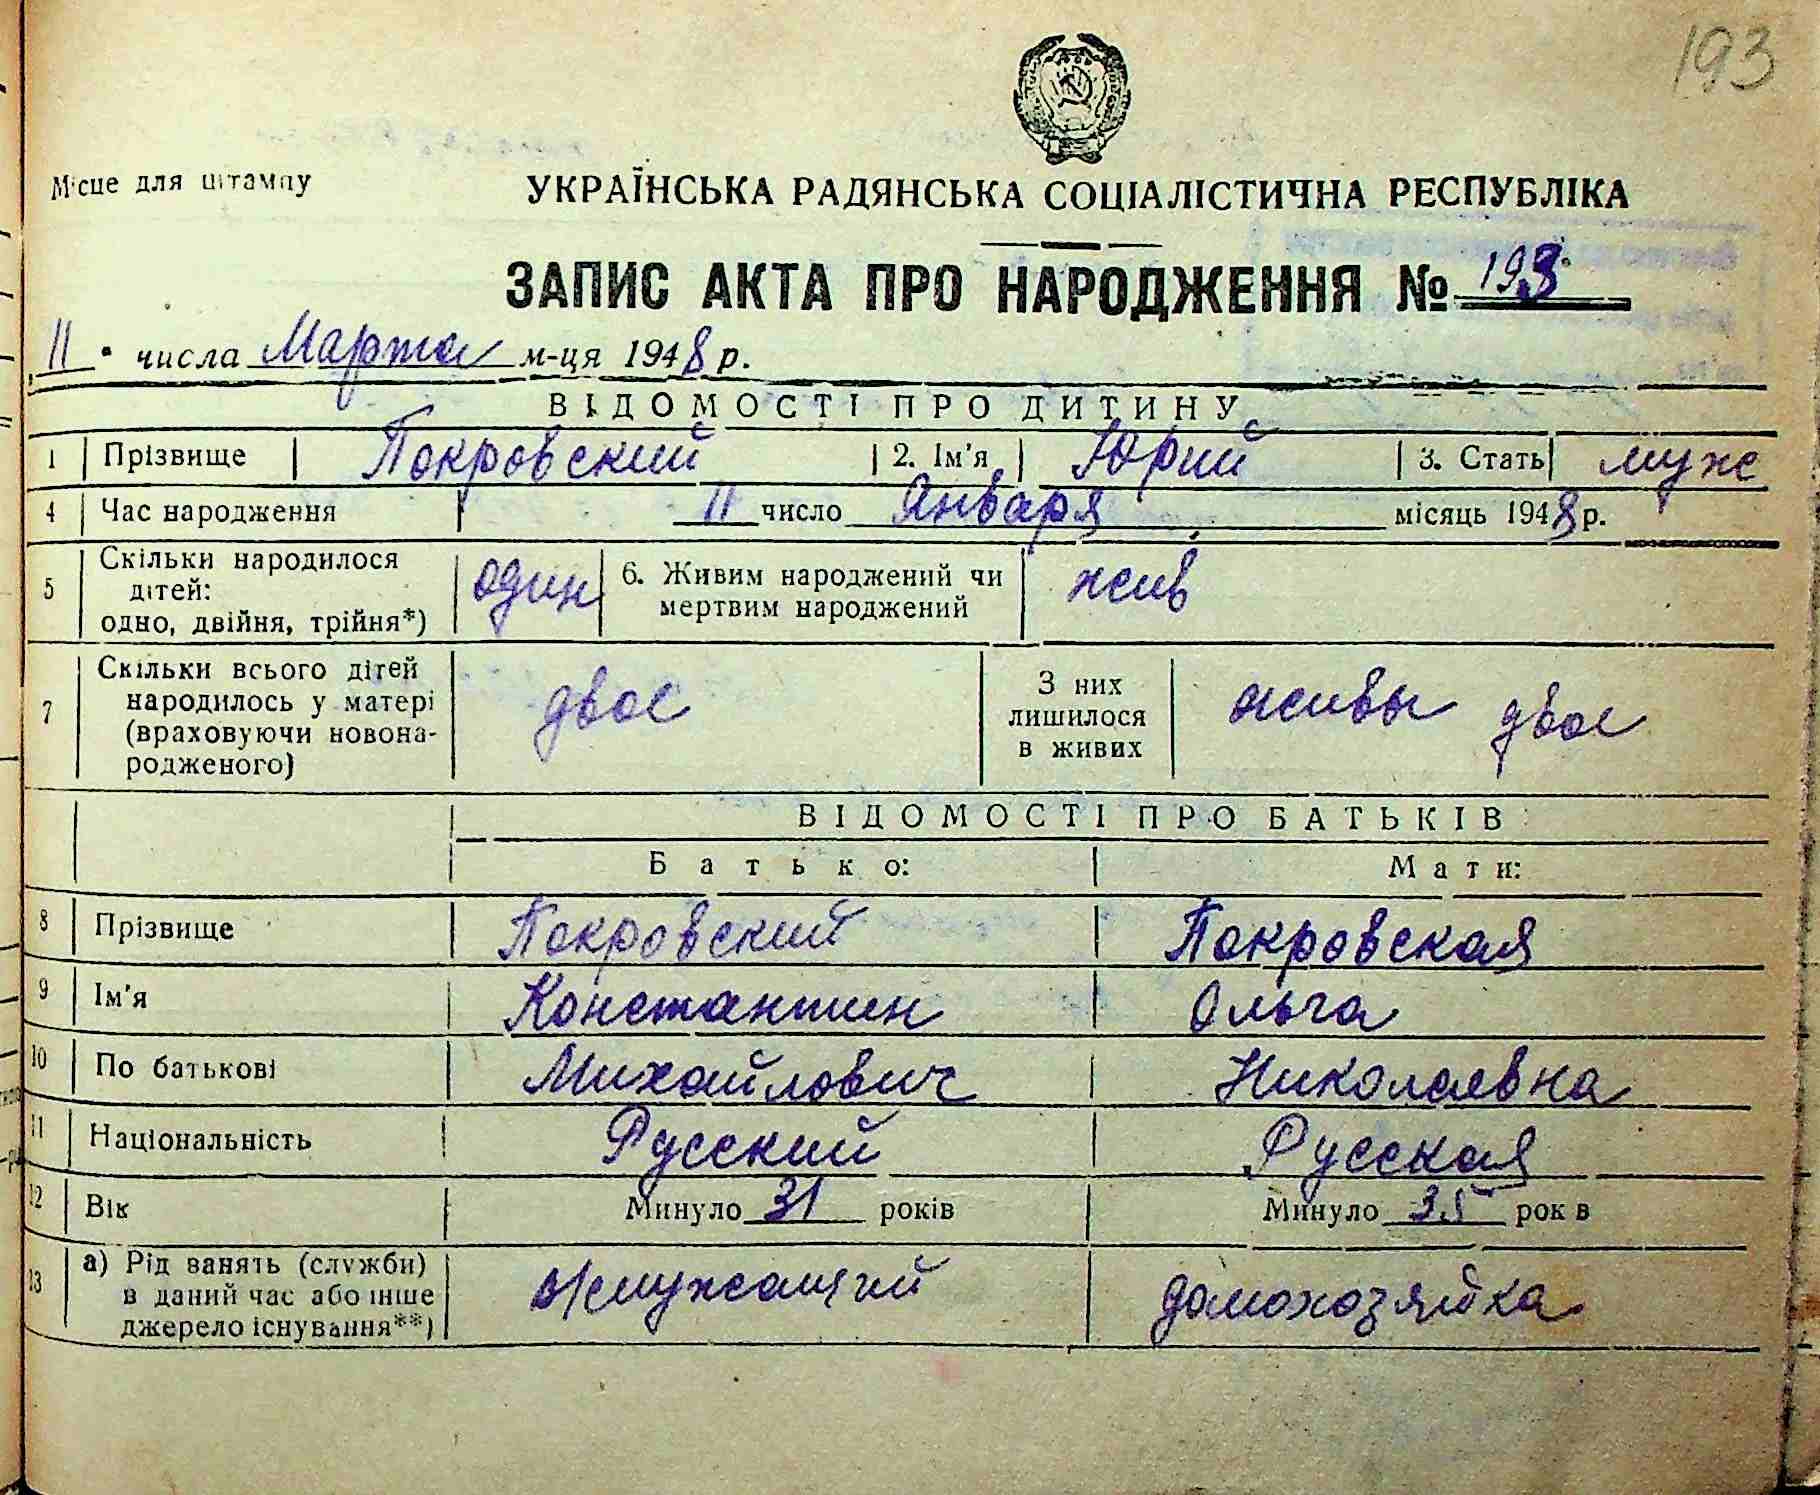 193
Місце для штампу
УКРАЇНСЬКА РАДЯНСЬКА СОЦІАЛІСТИЧНА РЕСПУБЛІКА
ЗАПИС АКТА ПРО НАРОДЖЕННЯ № 193
11 числа Марта м-ця 1948 р.
ВІДОМОСТІ ПРО ДИТИНУ
1 Прізвище Покровский 2. Ім'я Юрий 3. Стать муж
4 Час народження 11 число Января місяць 1948 р.
5 Скільки народилося дітей: одно, двійня, трійня*) один 6. Живим народжений чи мертвим народжений жив
7 Скільки всього дітей народилось у матері (враховуючи новонародженого) двое З них лишилося в живих живы двое
ВІДОМОСТІ ПРО БАТЬКІВ
Батько: Мати:
8 Прізвище Покровский Покровская
9 Ім'я Константин Ольга
10 По батькові Михайлович Николаевна
11 Національність Русский Русская
12 Вік Минуло 31 років Минуло 35 рок в
13 а) Рід занять (служби) в даний час або інше джерело існування**) в/служащий домохозяйка